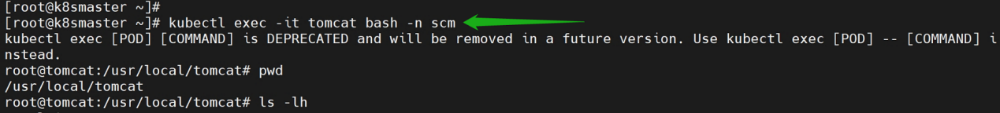 [root@k8smaster ~]#
[root@k8smaster ~]# kubectl exec -it tomcat bash -n scm
kubectl exec [POD] [COMMAND] is DEPRECATED and will be removed in a future version. Use kubectl exec [POD] -- [COMMAND] i
nstead.
root@tomcat:/usr/local/tomcat# pwd
/usr/local/tomcat
root@tomcat:/usr/local/tomcat# ls -lh